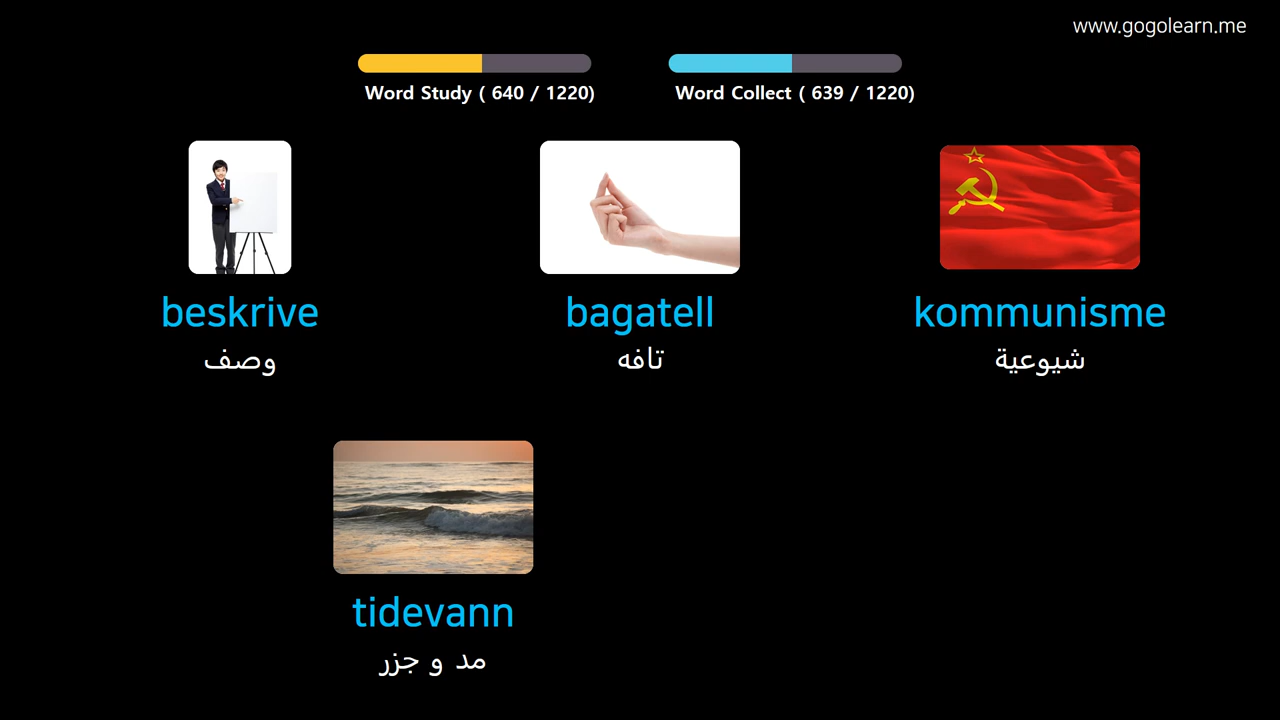 www.gogolearn.me
Word Study ( 640 / 1220)
Word Collect ( 639 / 1220)
beskrive
وصف
bagatell
تافه
kommunisme
شيوعية
tidevann
مد و جزر